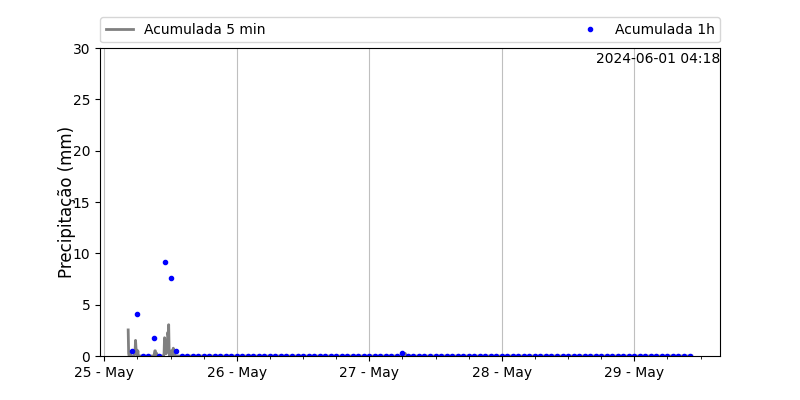 Acumulada 5 min
Acumulada 1h
2024-06-01 04:18
Precipitação (mm)
30
25
20
15
10
5
0
25 - May
26 - May
27 - May
28 - May
29 - May